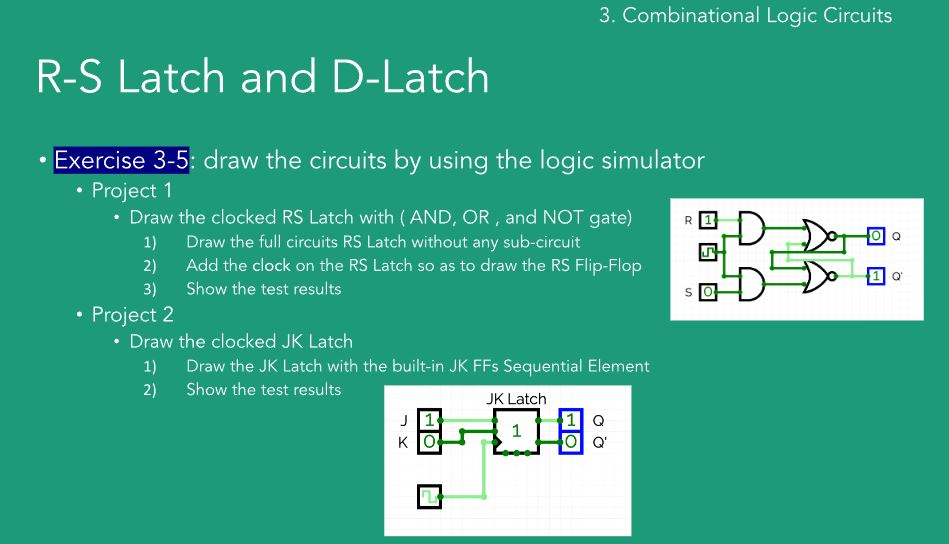 3. Combinational Logic Circuits
R-S Latch and D-Latch
• Exercise 3-5: draw the circuits by using the logic simulator
• Project 1
• Draw the clocked RS Latch with ( AND, OR , and NOT gate)
1) Draw the full circuits RS Latch without any sub-circuit
2) Add the clock on the RS Latch so as to draw the RS Flip-Flop
3) Show the test results
R 1 0 Q
1 Q'
S 0
• Project 2
• Draw the clocked JK Latch
1) Draw the JK Latch with the built-in JK FFs Sequential Element
2) Show the test results
JK Latch
J 1 1 1 Q
K 0 0 Q'